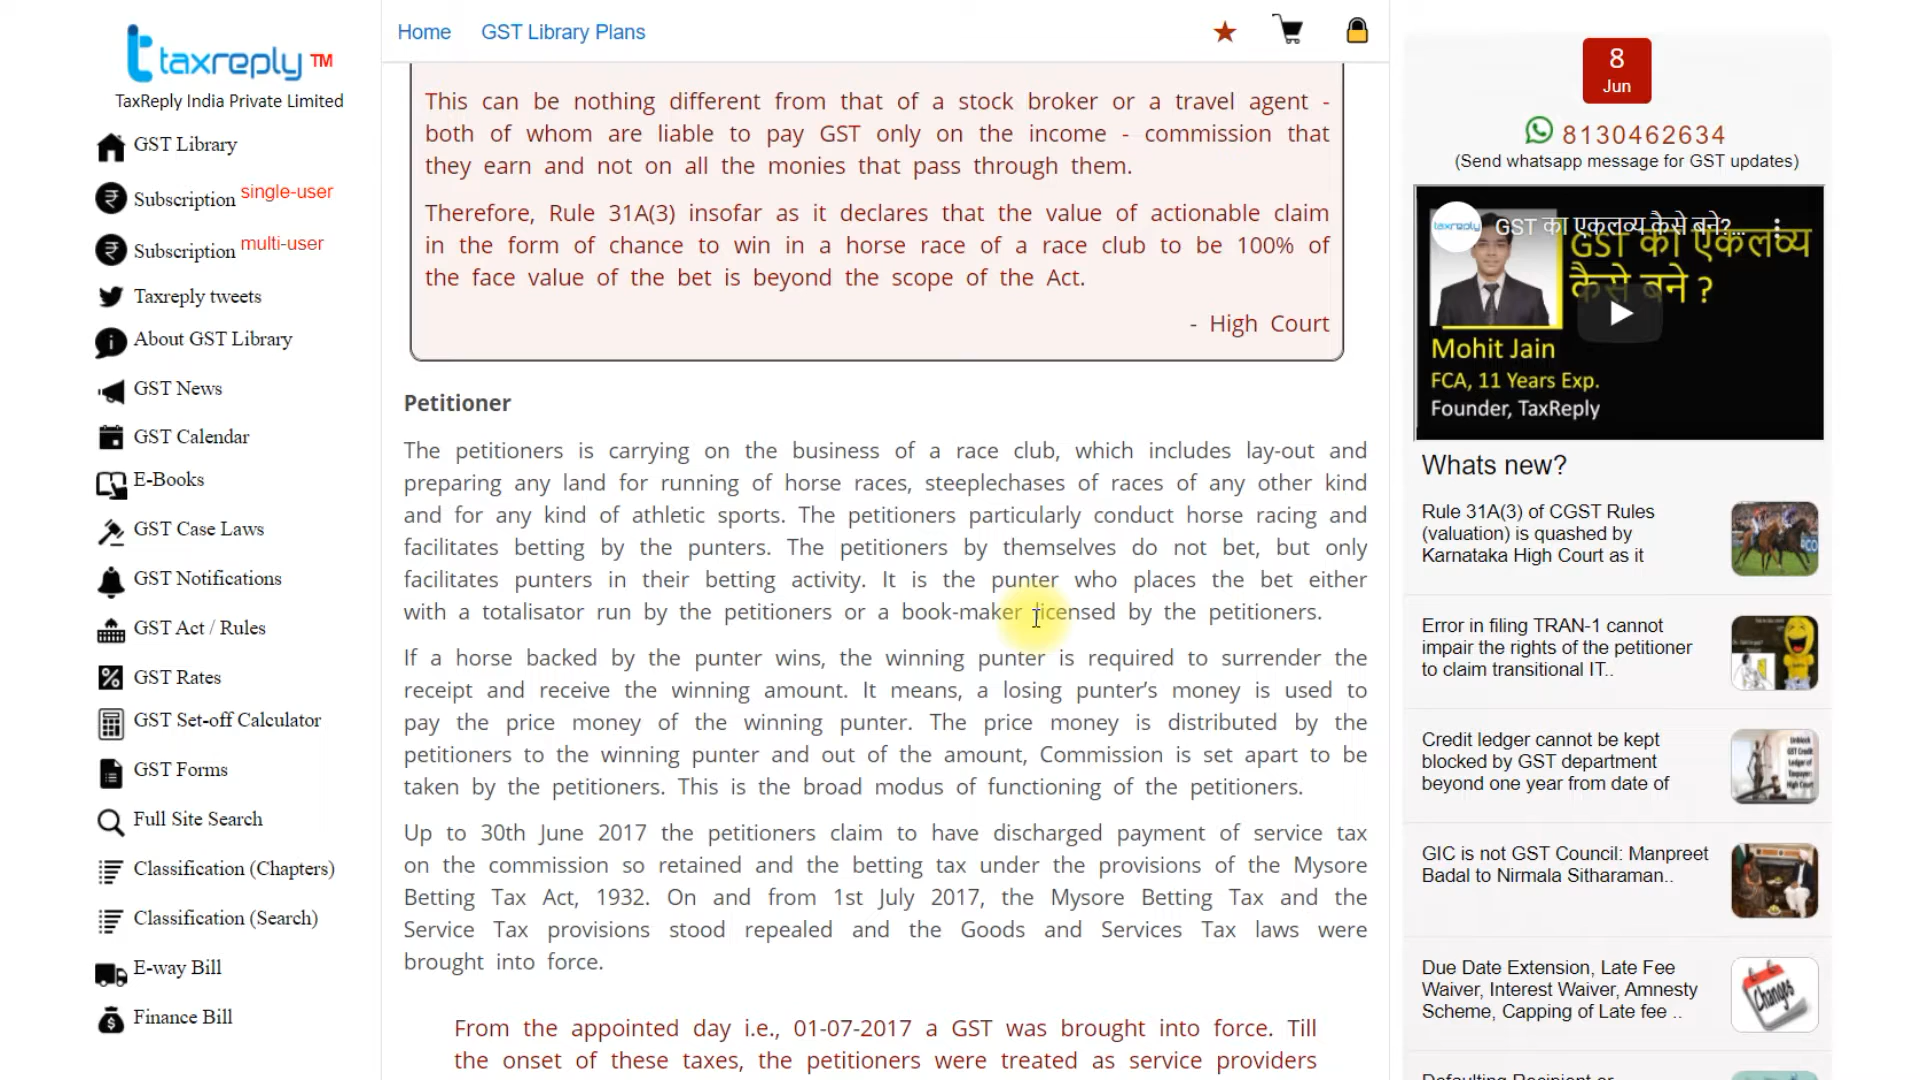 taxreply TM
TaxReply India Private Limited
GST Library
Subscription single-user
Subscription multi-user
Taxreply tweets
About GST Library
GST News
GST Calendar
E-Books
GST Case Laws
GST Notifications
GST Act / Rules
GST Rates
GST Set-off Calculator
GST Forms
Full Site Search
Classification (Chapters)
Classification (Search)
E-way Bill
Finance Bill
Home GST Library Plans
This can be nothing different from that of a stock broker or a travel agent -
both of whom are liable to pay GST only on the income - commission that
they earn and not on all the monies that pass through them.
Therefore, Rule 31A(3) insofar as it declares that the value of actionable claim
in the form of chance to win in a horse race of a race club to be 100% of
the face value of the bet is beyond the scope of the Act.
- High Court
Petitioner
The petitioners is carrying on the business of a race club, which includes lay-out and
preparing any land for running of horse races, steeplechases of races of any other kind
and for any kind of athletic sports. The petitioners particularly conduct horse racing and
facilitates betting by the punters. The petitioners by themselves do not bet, but only
facilitates punters in their betting activity. It is the punter who places the bet either
with a totalisator run by the petitioners or a book-maker licensed by the petitioners.
If a horse backed by the punter wins, the winning punter is required to surrender the
receipt and receive the winning amount. It means, a losing punter’s money is used to
pay the price money of the winning punter. The price money is distributed by the
petitioners to the winning punter and out of the amount, Commission is set apart to be
taken by the petitioners. This is the broad modus of functioning of the petitioners.
Up to 30th June 2017 the petitioners claim to have discharged payment of service tax
on the commission so retained and the betting tax under the provisions of the Mysore
Betting Tax Act, 1932. On and from 1st July 2017, the Mysore Betting Tax and the
Service Tax provisions stood repealed and the Goods and Services Tax laws were
brought into force.
From the appointed day i.e., 01-07-2017 a GST was brought into force. Till
the onset of these taxes, the petitioners were treated as service providers
8
Jun
8130462634
(Send whatsapp message for GST updates)
taxreply
GST का एकलव्य कैसे बने?...
GST का एकलव्य
कैसे बने ?
Mohit Jain
FCA, 11 Years Exp.
Founder, TaxReply
Whats new?
Rule 31A(3) of CGST Rules
(valuation) is quashed by
Karnataka High Court as it
Error in filing TRAN-1 cannot
impair the rights of the petitioner
to claim transitional IT..
Credit ledger cannot be kept
blocked by GST department
beyond one year from date of
Unblock
GST Credit
Ledger of
Taxpayer:
High Court
GIC is not GST Council: Manpreet
Badal to Nirmala Sitharaman..
Due Date Extension, Late Fee
Waiver, Interest Waiver, Amnesty
Scheme, Capping of Late fee ..
Changes
Defaulting Recipient or